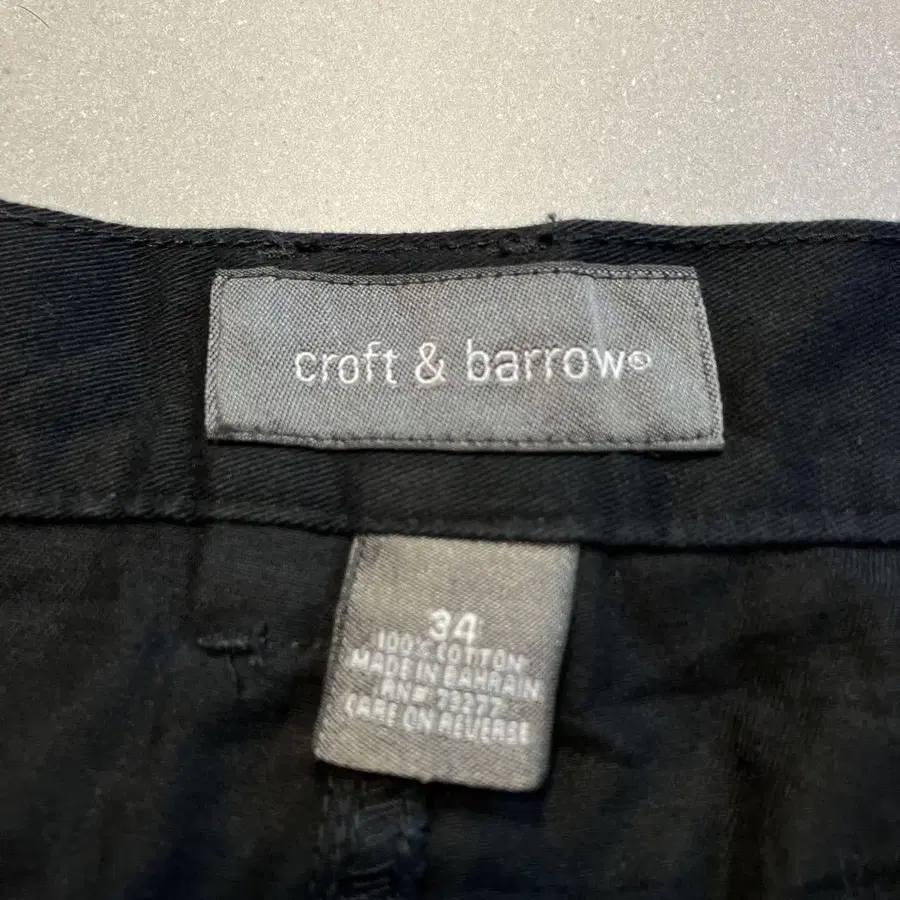 croft & barrow®
34
100% COTTON
MADE IN BAHRAIN
RN# 73277
CARE ON REVERSE